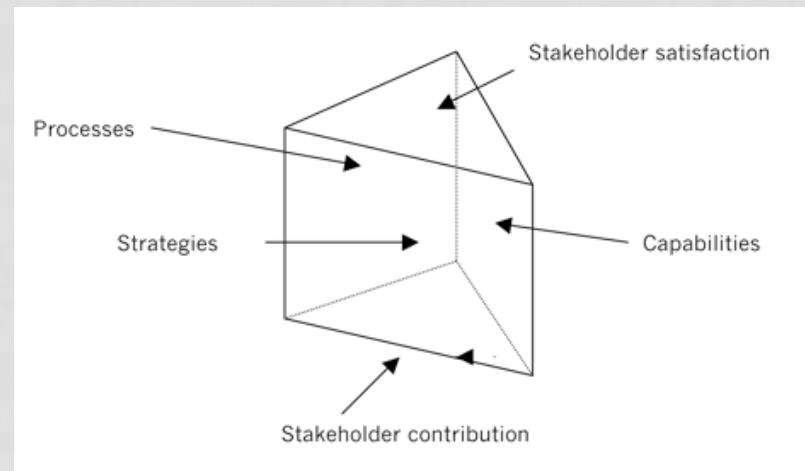 Stakeholder satisfaction
Processes
Strategies
Capabilities
Stakeholder contribution